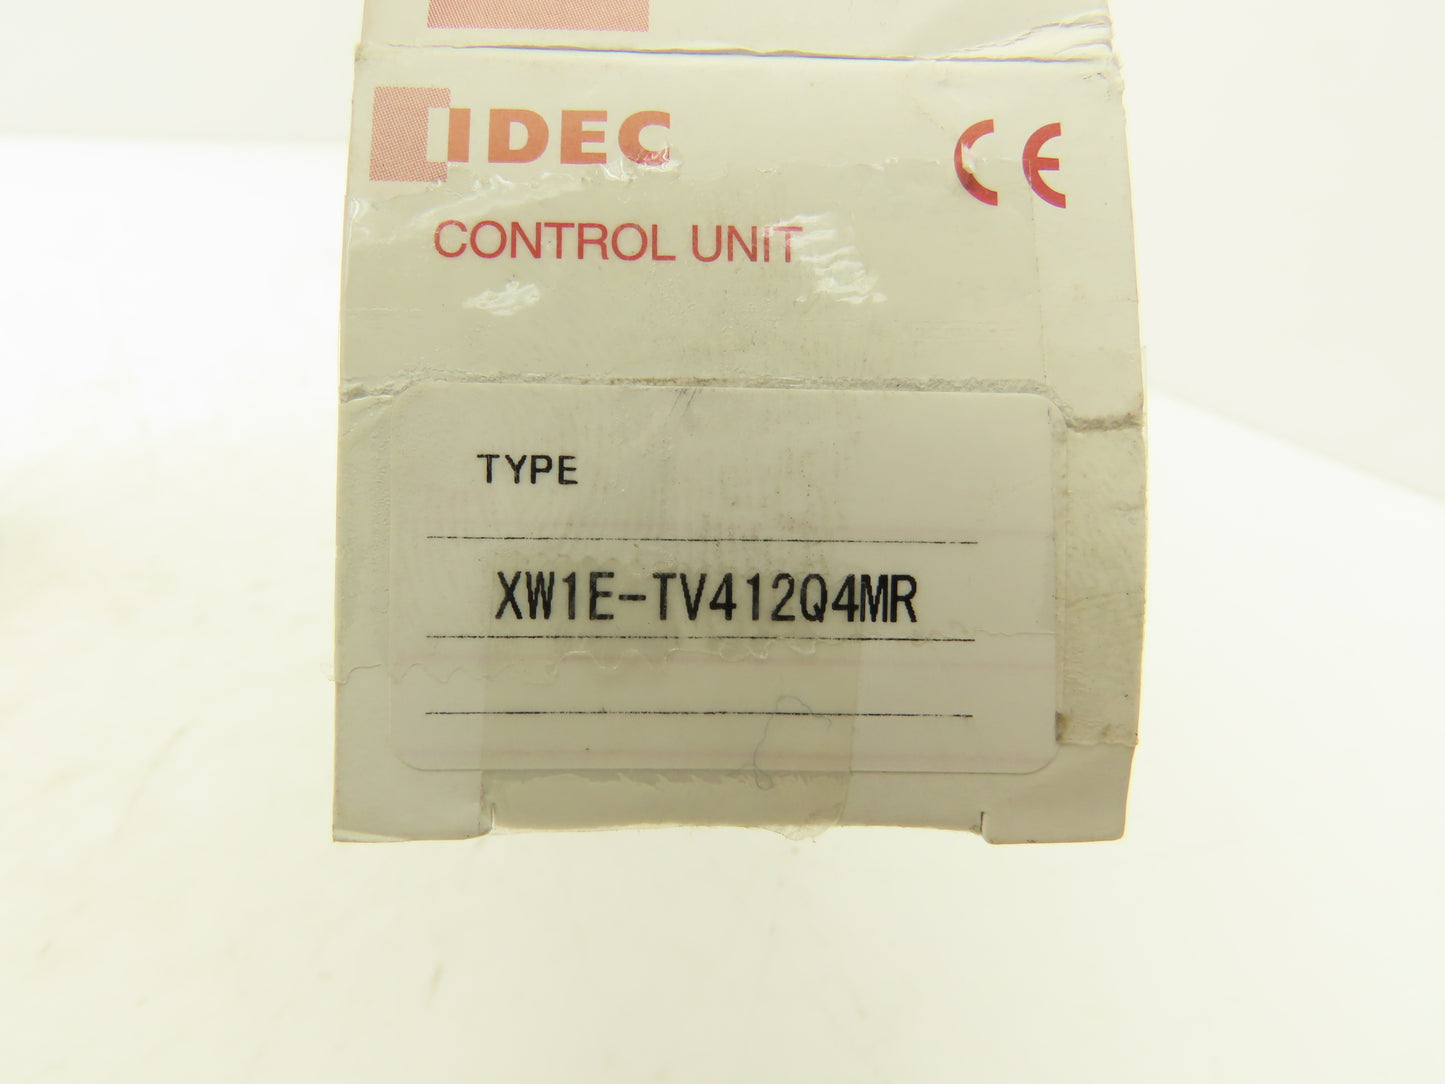 IDEC
CE
CONTROL UNIT
TYPE
XW1E-TV412Q4MR